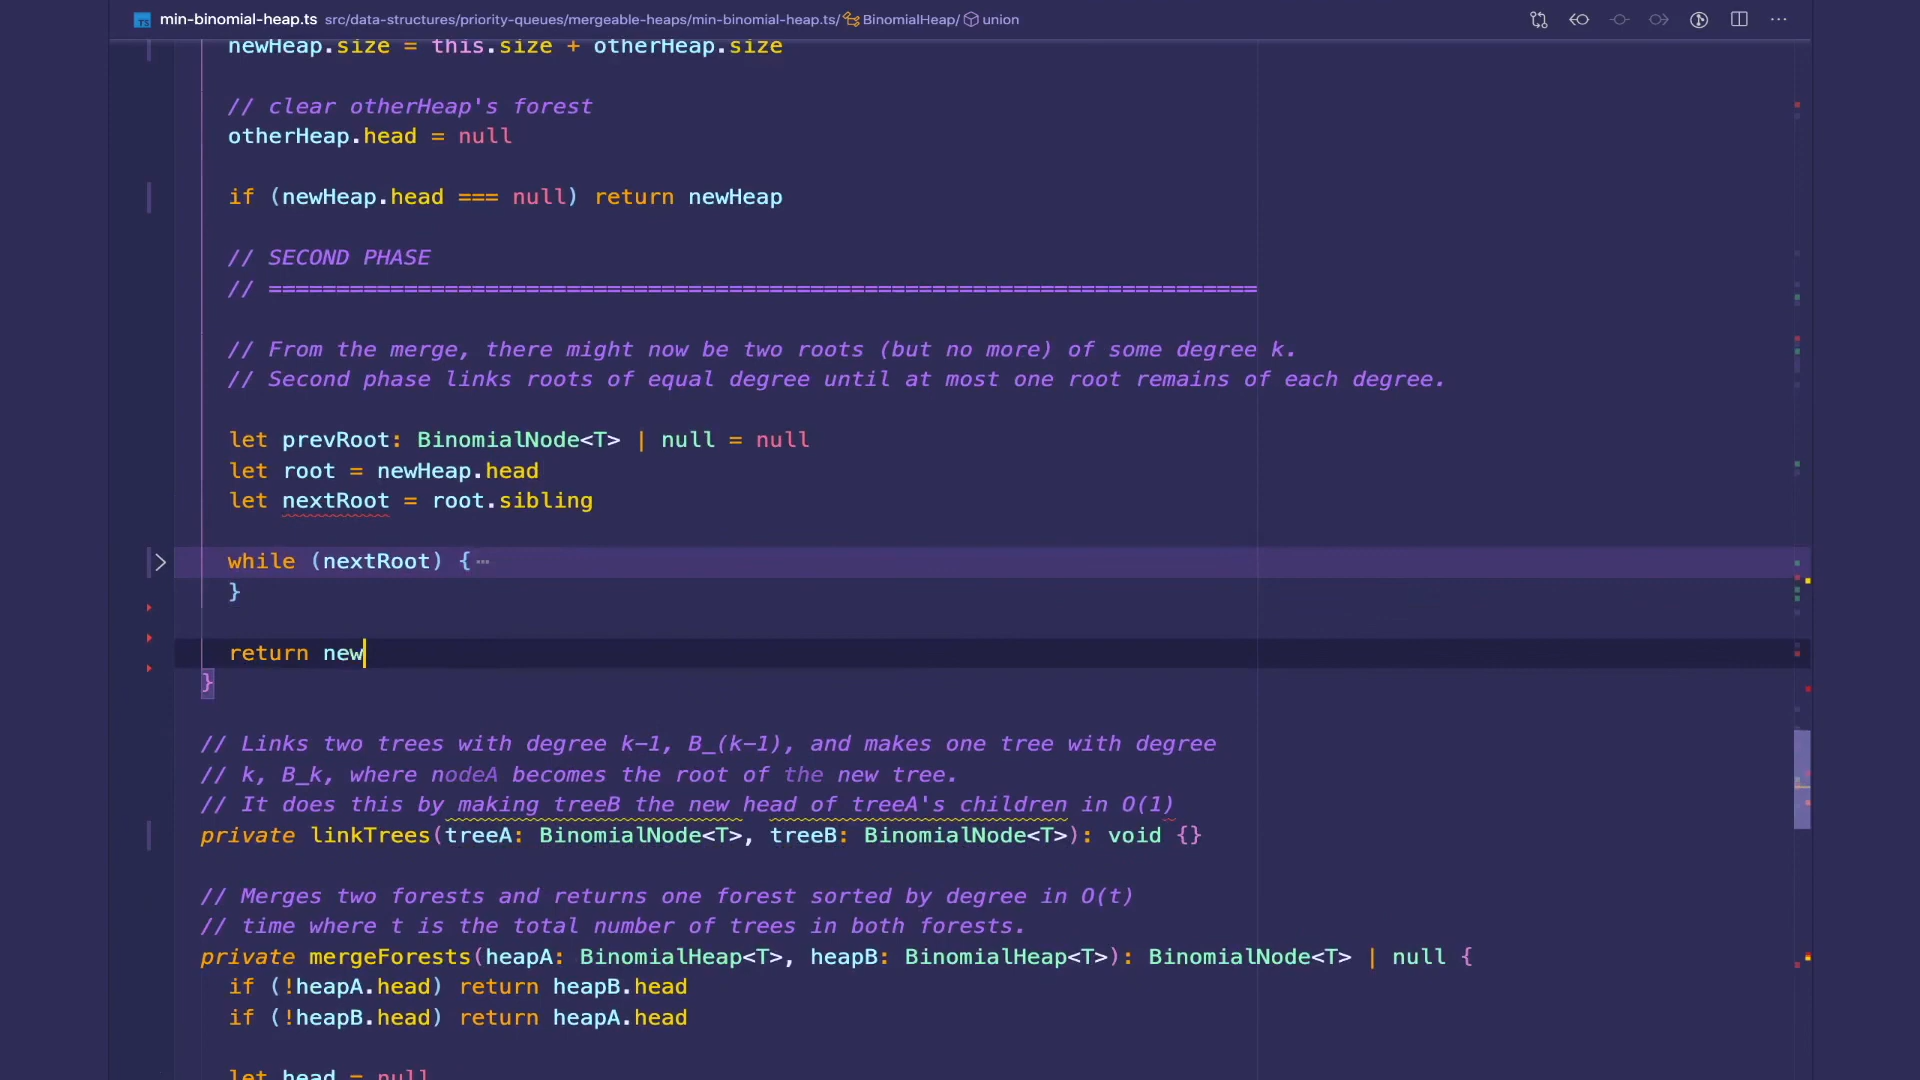 min-binomial-heap.ts src/data-structures/priority-queues/mergeable-heaps/min-binomial-heap.ts/ BinomialHeap/ union
newHeap.size = this.size + otherHeap.size
// clear otherHeap's forest
otherHeap.head = null
if (newHeap.head === null) return newHeap
// SECOND PHASE
// =========================================================================
// From the merge, there might now be two roots (but no more) of some degree k.
// Second phase links roots of equal degree until at most one root remains of each degree.
let prevRoot: BinomialNode<T> | null = null
let root = newHeap.head
let nextRoot = root.sibling
while (nextRoot) {
}
return new
}
// Links two trees with degree k-1, B_(k-1), and makes one tree with degree
// k, B_k, where nodeA becomes the root of the new tree.
// It does this by making treeB the new head of treeA's children in O(1)
private linkTrees(treeA: BinomialNode<T>, treeB: BinomialNode<T>): void {}
// Merges two forests and returns one forest sorted by degree in O(t)
// time where t is the total number of trees in both forests.
private mergeForests(heapA: BinomialHeap<T>, heapB: BinomialHeap<T>): BinomialNode<T> | null {
if (!heapA.head) return heapB.head
if (!heapB.head) return heapA.head
let head = null